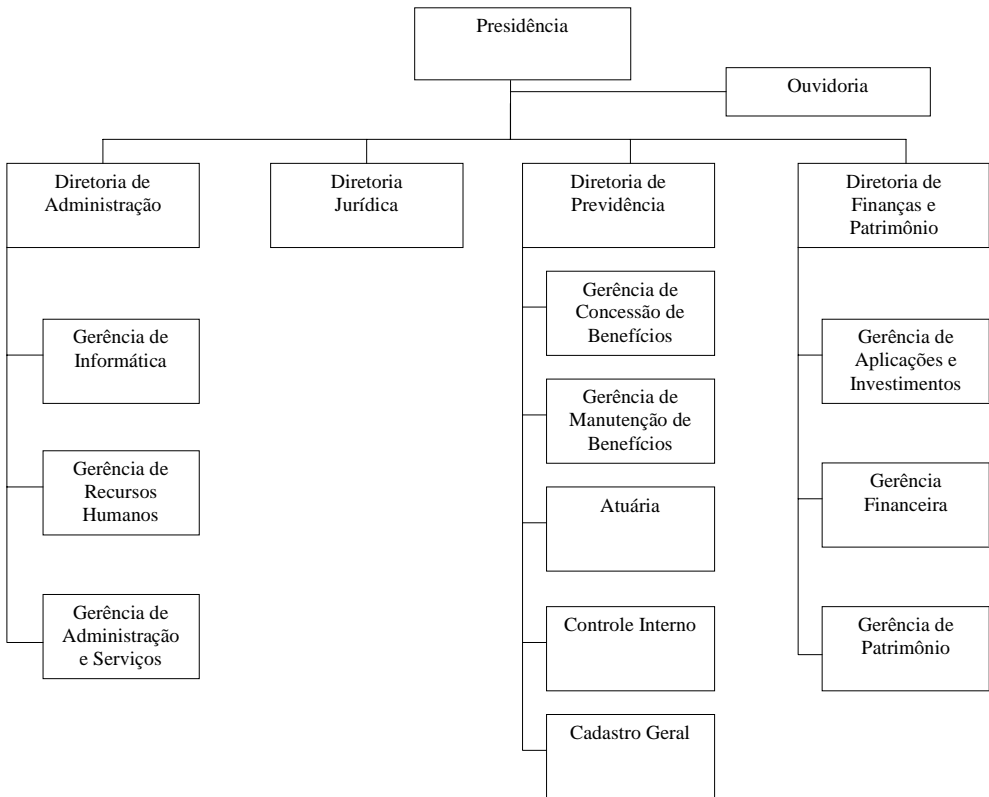 Presidência
Ouvidoria
Diretoria de
Administração
Diretoria
Jurídica
Diretoria de
Previdência
Diretoria de
Finanças e
Patrimônio
Gerência de
Informática
Gerência de
Recursos
Humanos
Gerência de
Administração
e Serviços
Gerência de
Concessão de
Benefícios
Gerência de
Manutenção de
Benefícios
Atuária
Controle Interno
Cadastro Geral
Gerência de
Aplicações e
Investimentos
Gerência
Financeira
Gerência de
Patrimônio